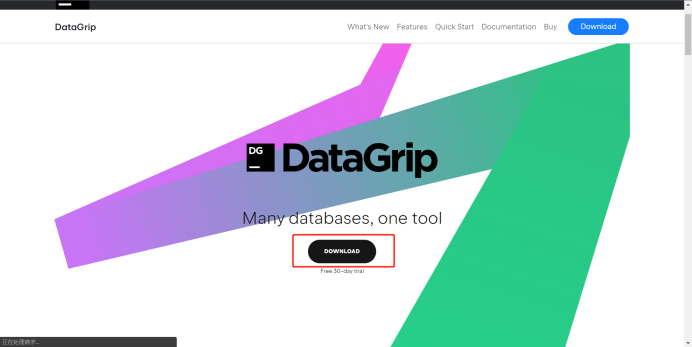 DataGrip
What's New Features Quick Start Documentation Buy Download
DG
DataGrip
Many databases, one tool
DOWNLOAD
Free 30-day trial
正在处理请求...